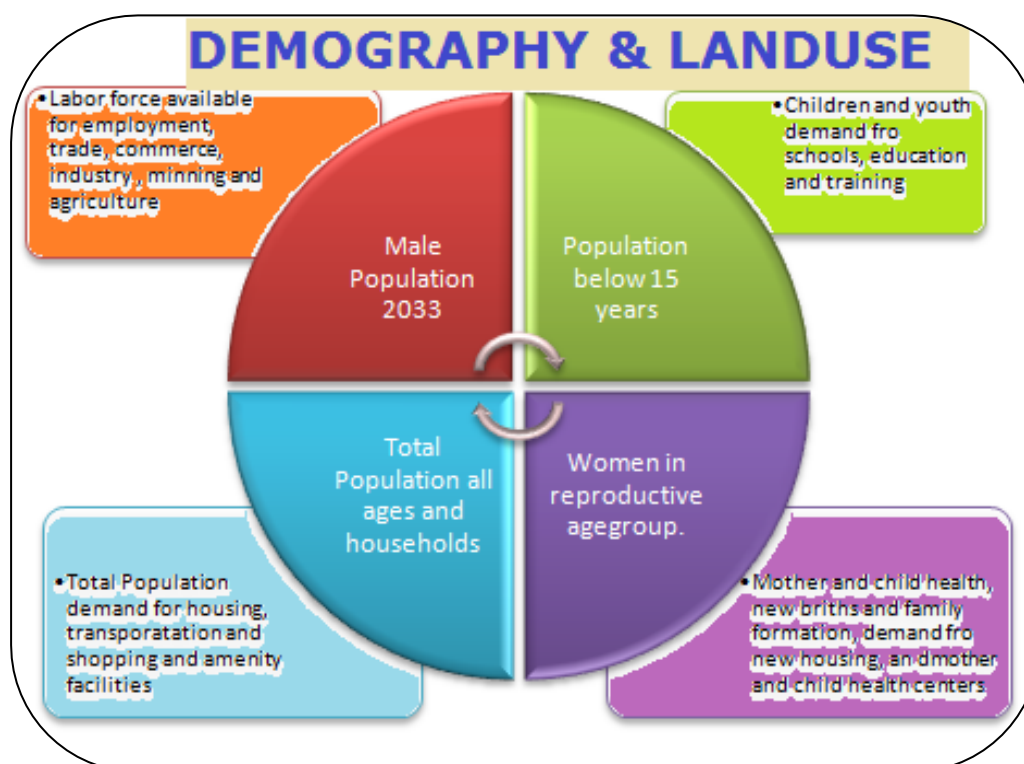 DEMOGRAPHY & LANDUSE
•Labor force available
for employment,
trade, commerce,
industry , minning and
agriculture
•Children and youth
demand fro
schools, education
and training
Male
Population
2033
Population
below 15
years
Total
Population all
ages and
households
Women in
reproductive
agegroup.
•Total Population
demand for housing,
transporatation and
shopping and amenity
facilities
•Mother and child health,
new briths and family
formation, demand fro
new housing, an dmother
and child health centers